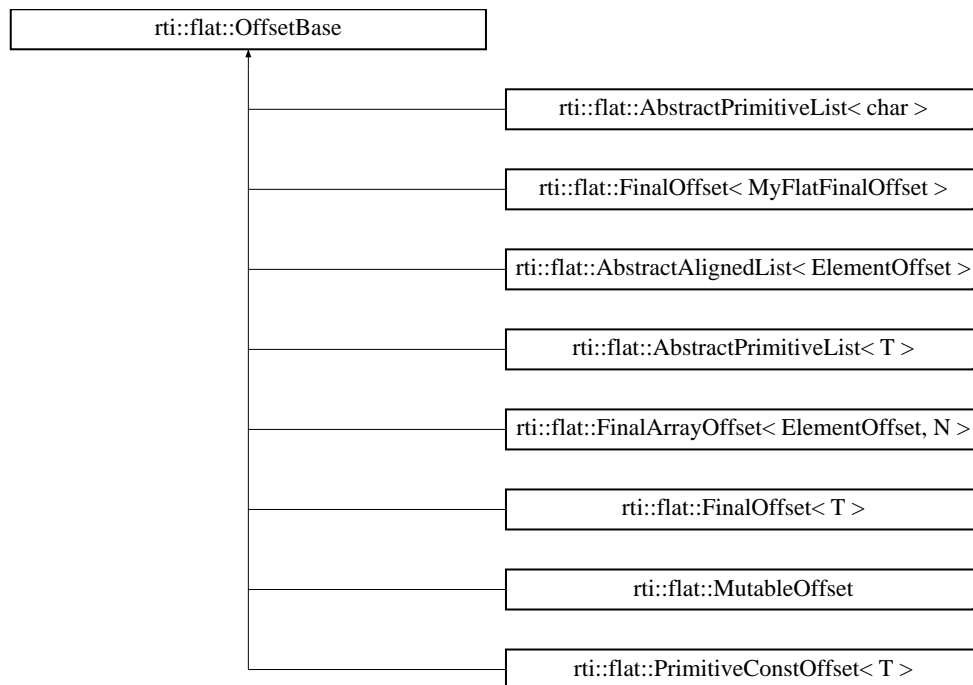 rti::flat::OffsetBase
rti::flat::AbstractPrimitiveList< char >
rti::flat::FinalOffset< MyFlatFinalOffset >
rti::flat::AbstractAlignedList< ElementOffset >
rti::flat::AbstractPrimitiveList< T >
rti::flat::FinalArrayOffset< ElementOffset, N >
rti::flat::FinalOffset< T >
rti::flat::MutableOffset
rti::flat::PrimitiveConstOffset< T >